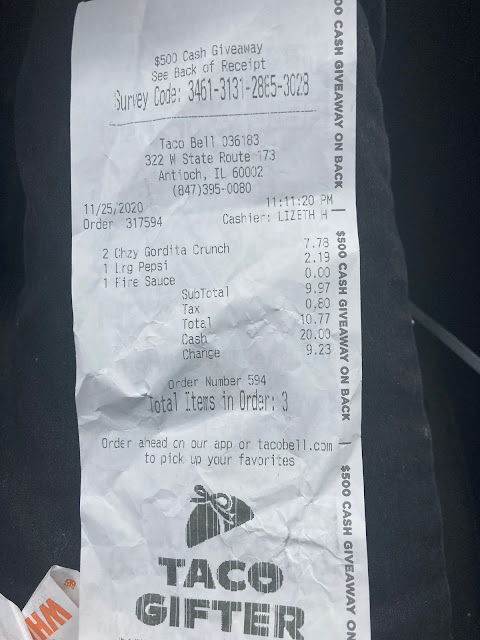 $500 Cash Giveaway
See Back of Receipt
Survey Code: 3461-3131-2865-3028
Taco Bell 036183
322 W State Route 173
Antioch, IL 60002
(847)395-0080
11/25/2020 11:11:20 PM
Order 317594 Cashier: LIZETH H
2 Chzy Gordita Crunch 7.78
1 Lrg Pepsi 2.19
1 Fire Sauce 0.00
SubTotal 9.97
Tax 0.80
Total 10.77
Cash 20.00
Change 9.23
Order Number 594
Total Items in Order: 3
Order ahead on our app or tacobell.com
to pick up your favorites
TACO
GIFTER
00 CASH GIVEAWAY ON BACK
$500 CASH GIVEAWAY ON BACK
$500 CASH GIVEAWAY ON
WH